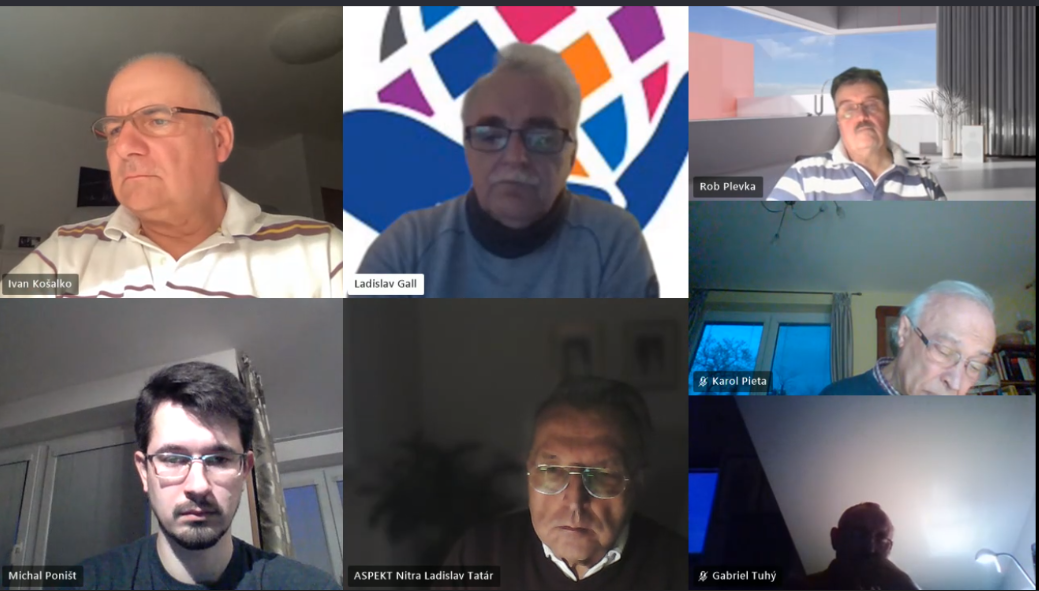 Rob Plevka
Ivan Košalko
Ladislav Gall
Karol Pieta
Michal Poništ
ASPEKT Nitra Ladislav Tatár
Gabriel Tuhý